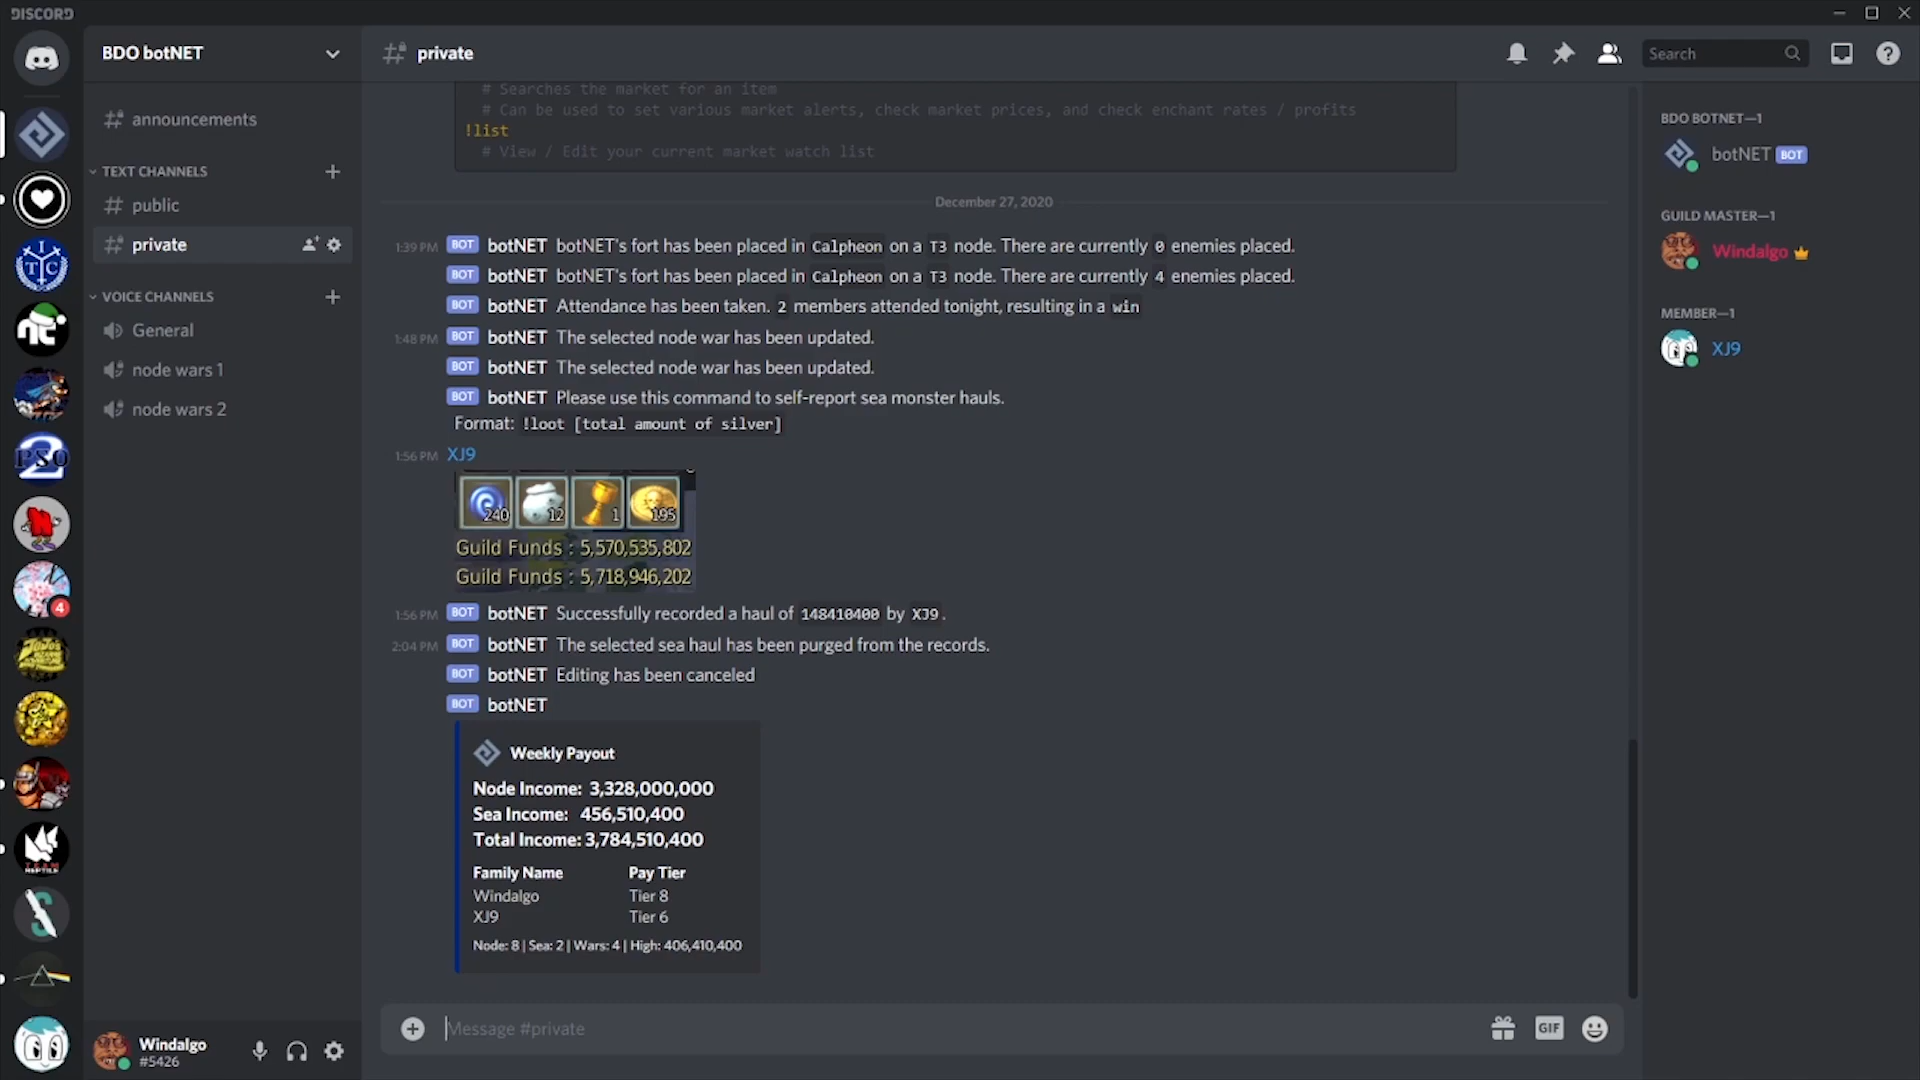 DISCORD
BDO botNET
private
Search
announcements
TEXT CHANNELS
public
private
VOICE CHANNELS
General
node wars 1
node wars 2
# Searches the market for an item
# Can be used to set various market alerts, check market prices, and check enchant rates / profits
!list
# View / Edit your current market watch list
December 27, 2020
1:39 PM BOT botNET botNET's fort has been placed in Calpheon on a T3 node. There are currently 0 enemies placed.
BOT botNET botNET's fort has been placed in Calpheon on a T3 node. There are currently 4 enemies placed.
BOT botNET Attendance has been taken. 2 members attended tonight, resulting in a win
1:48 PM BOT botNET The selected node war has been updated.
BOT botNET The selected node war has been updated.
BOT botNET Please use this command to self-report sea monster hauls.
Format: !loot [total amount of silver]
1:56 PM XJ9
240 12 1 195
Guild Funds : 5,570,535,802
Guild Funds : 5,718,946,202
1:56 PM BOT botNET Successfully recorded a haul of 148410400 by XJ9.
2:04 PM BOT botNET The selected sea haul has been purged from the records.
BOT botNET Editing has been canceled
BOT botNET
Weekly Payout
Node Income: 3,328,000,000
Sea Income: 456,510,400
Total Income: 3,784,510,400
Family Name Pay Tier
Windalgo Tier 8
XJ9 Tier 6
Node: 8 | Sea: 2 | Wars: 4 | High: 406,410,400
Message #private
GIF
BDO BOTNET—1
botNET BOT
GUILD MASTER—1
Windalgo
MEMBER—1
XJ9
I
TC
nc
PSO
2
4
TEAM
REPTILE
Windalgo
#5426